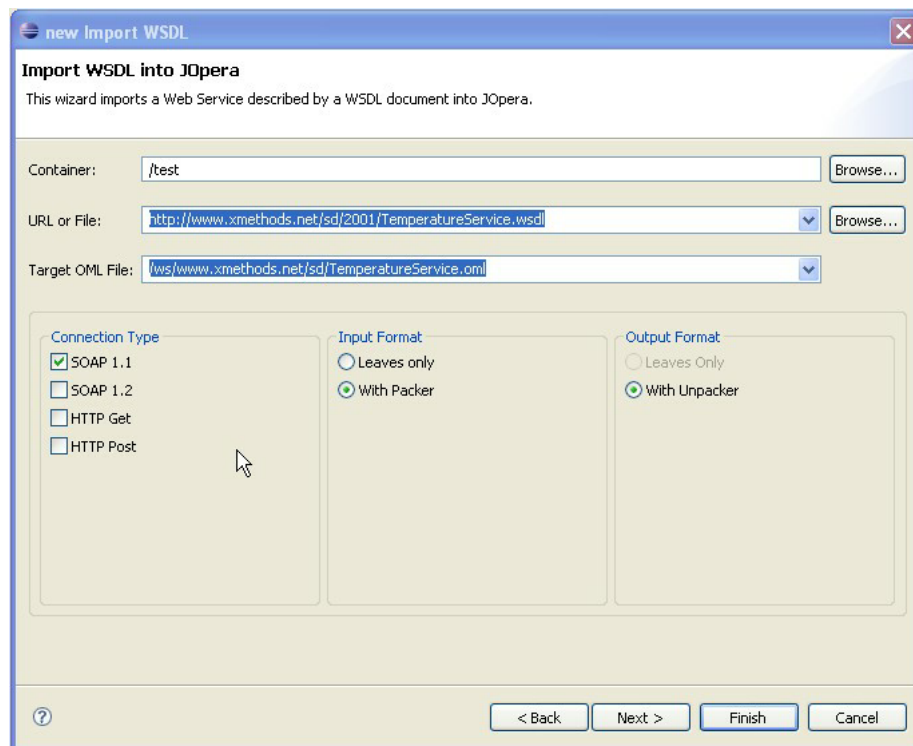 new Import WSDL
Import WSDL into JOpera
This wizard imports a Web Service described by a WSDL document into JOpera.
Container: /test Browse...
URL or File: http://www.xmethods.net/sd/2001/TemperatureService.wsdl Browse...
Target OML File: /ws/www.xmethods.net/sd/TemperatureService.oml
Connection Type Input Format Output Format
SOAP 1.1 Leaves only Leaves Only
SOAP 1.2 With Packer With Unpacker
HTTP Get
HTTP Post
? < Back Next > Finish Cancel